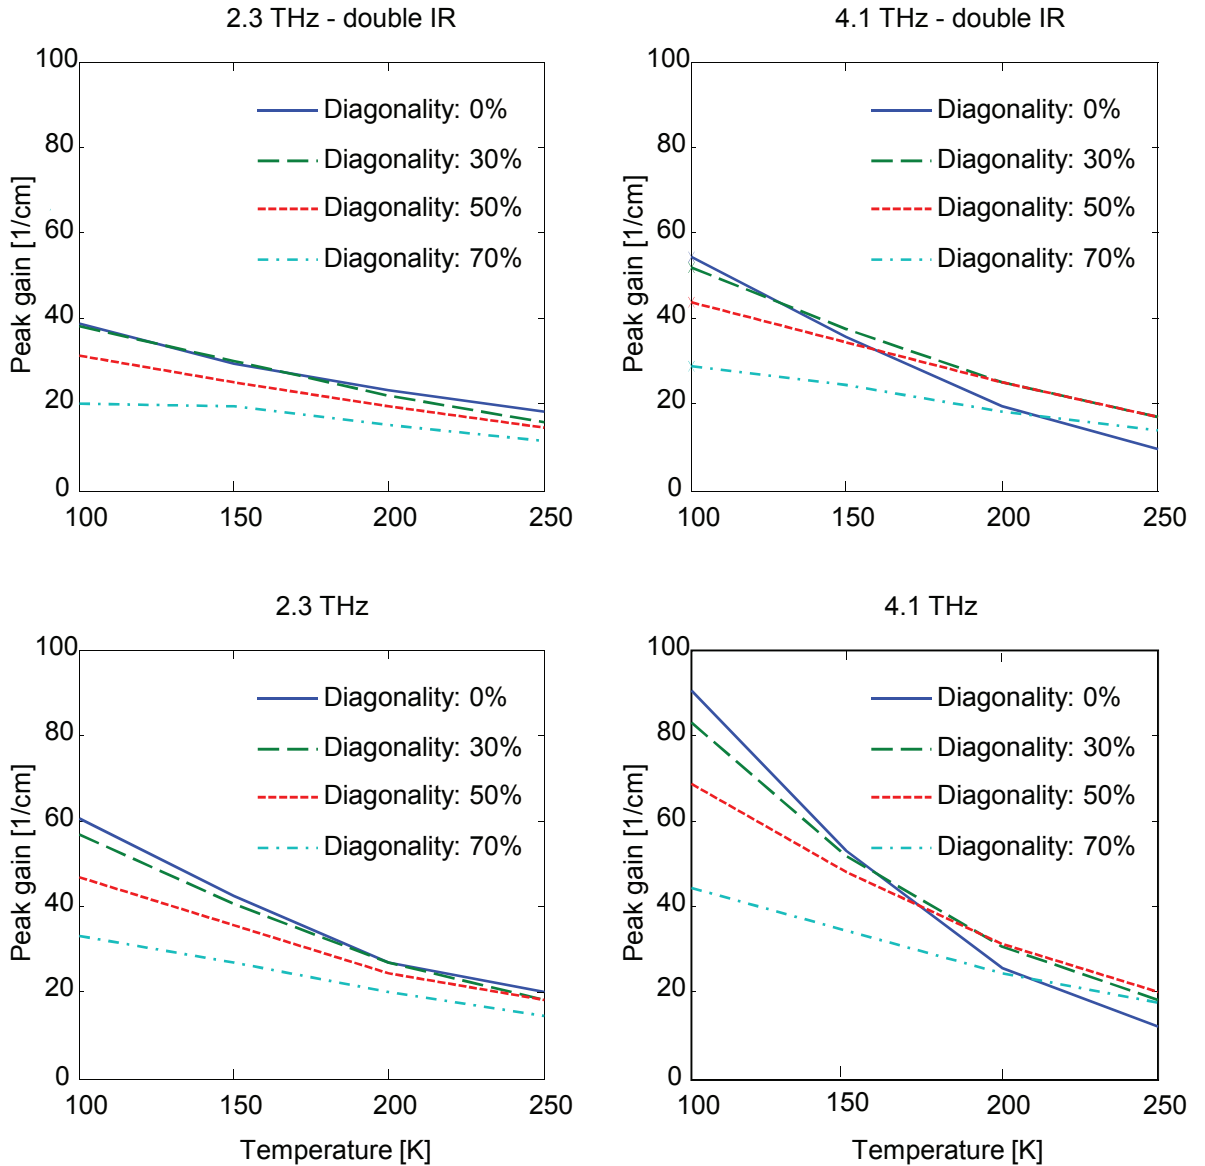 2.3 THz - double IR
Peak gain [1/cm]
100
80
60
40
20
0
100 150 200 250
Diagonality: 0%
Diagonality: 30%
Diagonality: 50%
Diagonality: 70%
4.1 THz - double IR
Peak gain [1/cm]
100
80
60
40
20
0
100 150 200 250
Diagonality: 0%
Diagonality: 30%
Diagonality: 50%
Diagonality: 70%
2.3 THz
Peak gain [1/cm]
100
80
60
40
20
0
100 150 200 250
Diagonality: 0%
Diagonality: 30%
Diagonality: 50%
Diagonality: 70%
Temperature [K]
4.1 THz
Peak gain [1/cm]
100
80
60
40
20
0
100 150 200 250
Diagonality: 0%
Diagonality: 30%
Diagonality: 50%
Diagonality: 70%
Temperature [K]